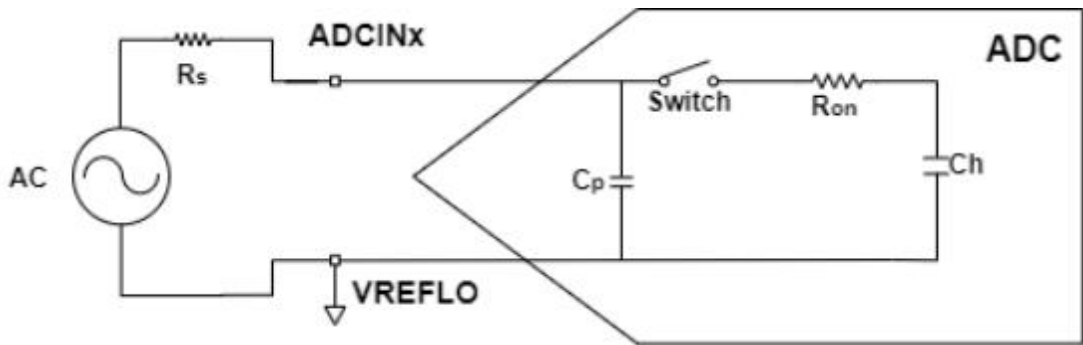 ADCINx
ADC
Rs
Switch
Ron
AC
Cp
Ch
VREFLO